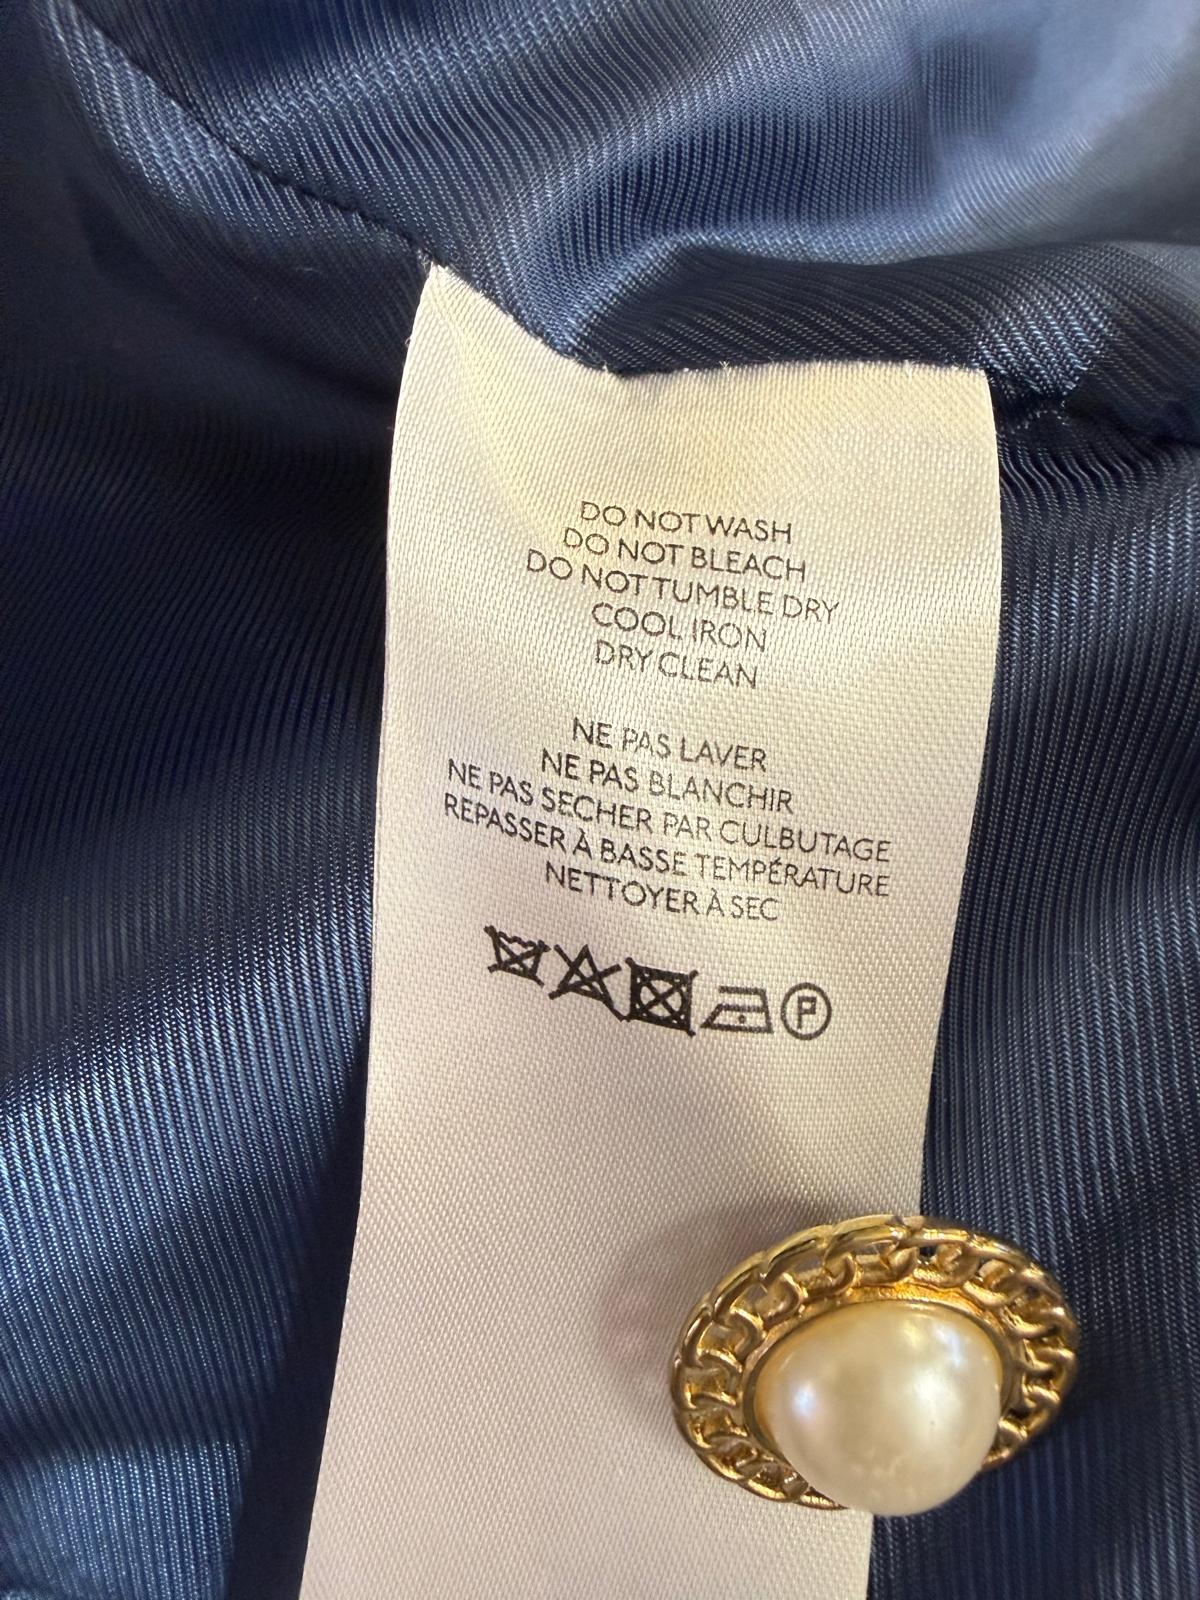 DO NOT WASH
DO NOT BLEACH
DO NOT TUMBLE DRY
COOL IRON
DRY CLEAN
NE PAS LAVER
NE PAS BLANCHIR
NE PAS SECHER PAR CULBUTAGE
REPASSER À BASSE TEMPÉRATURE
NETTOYER À SEC
P